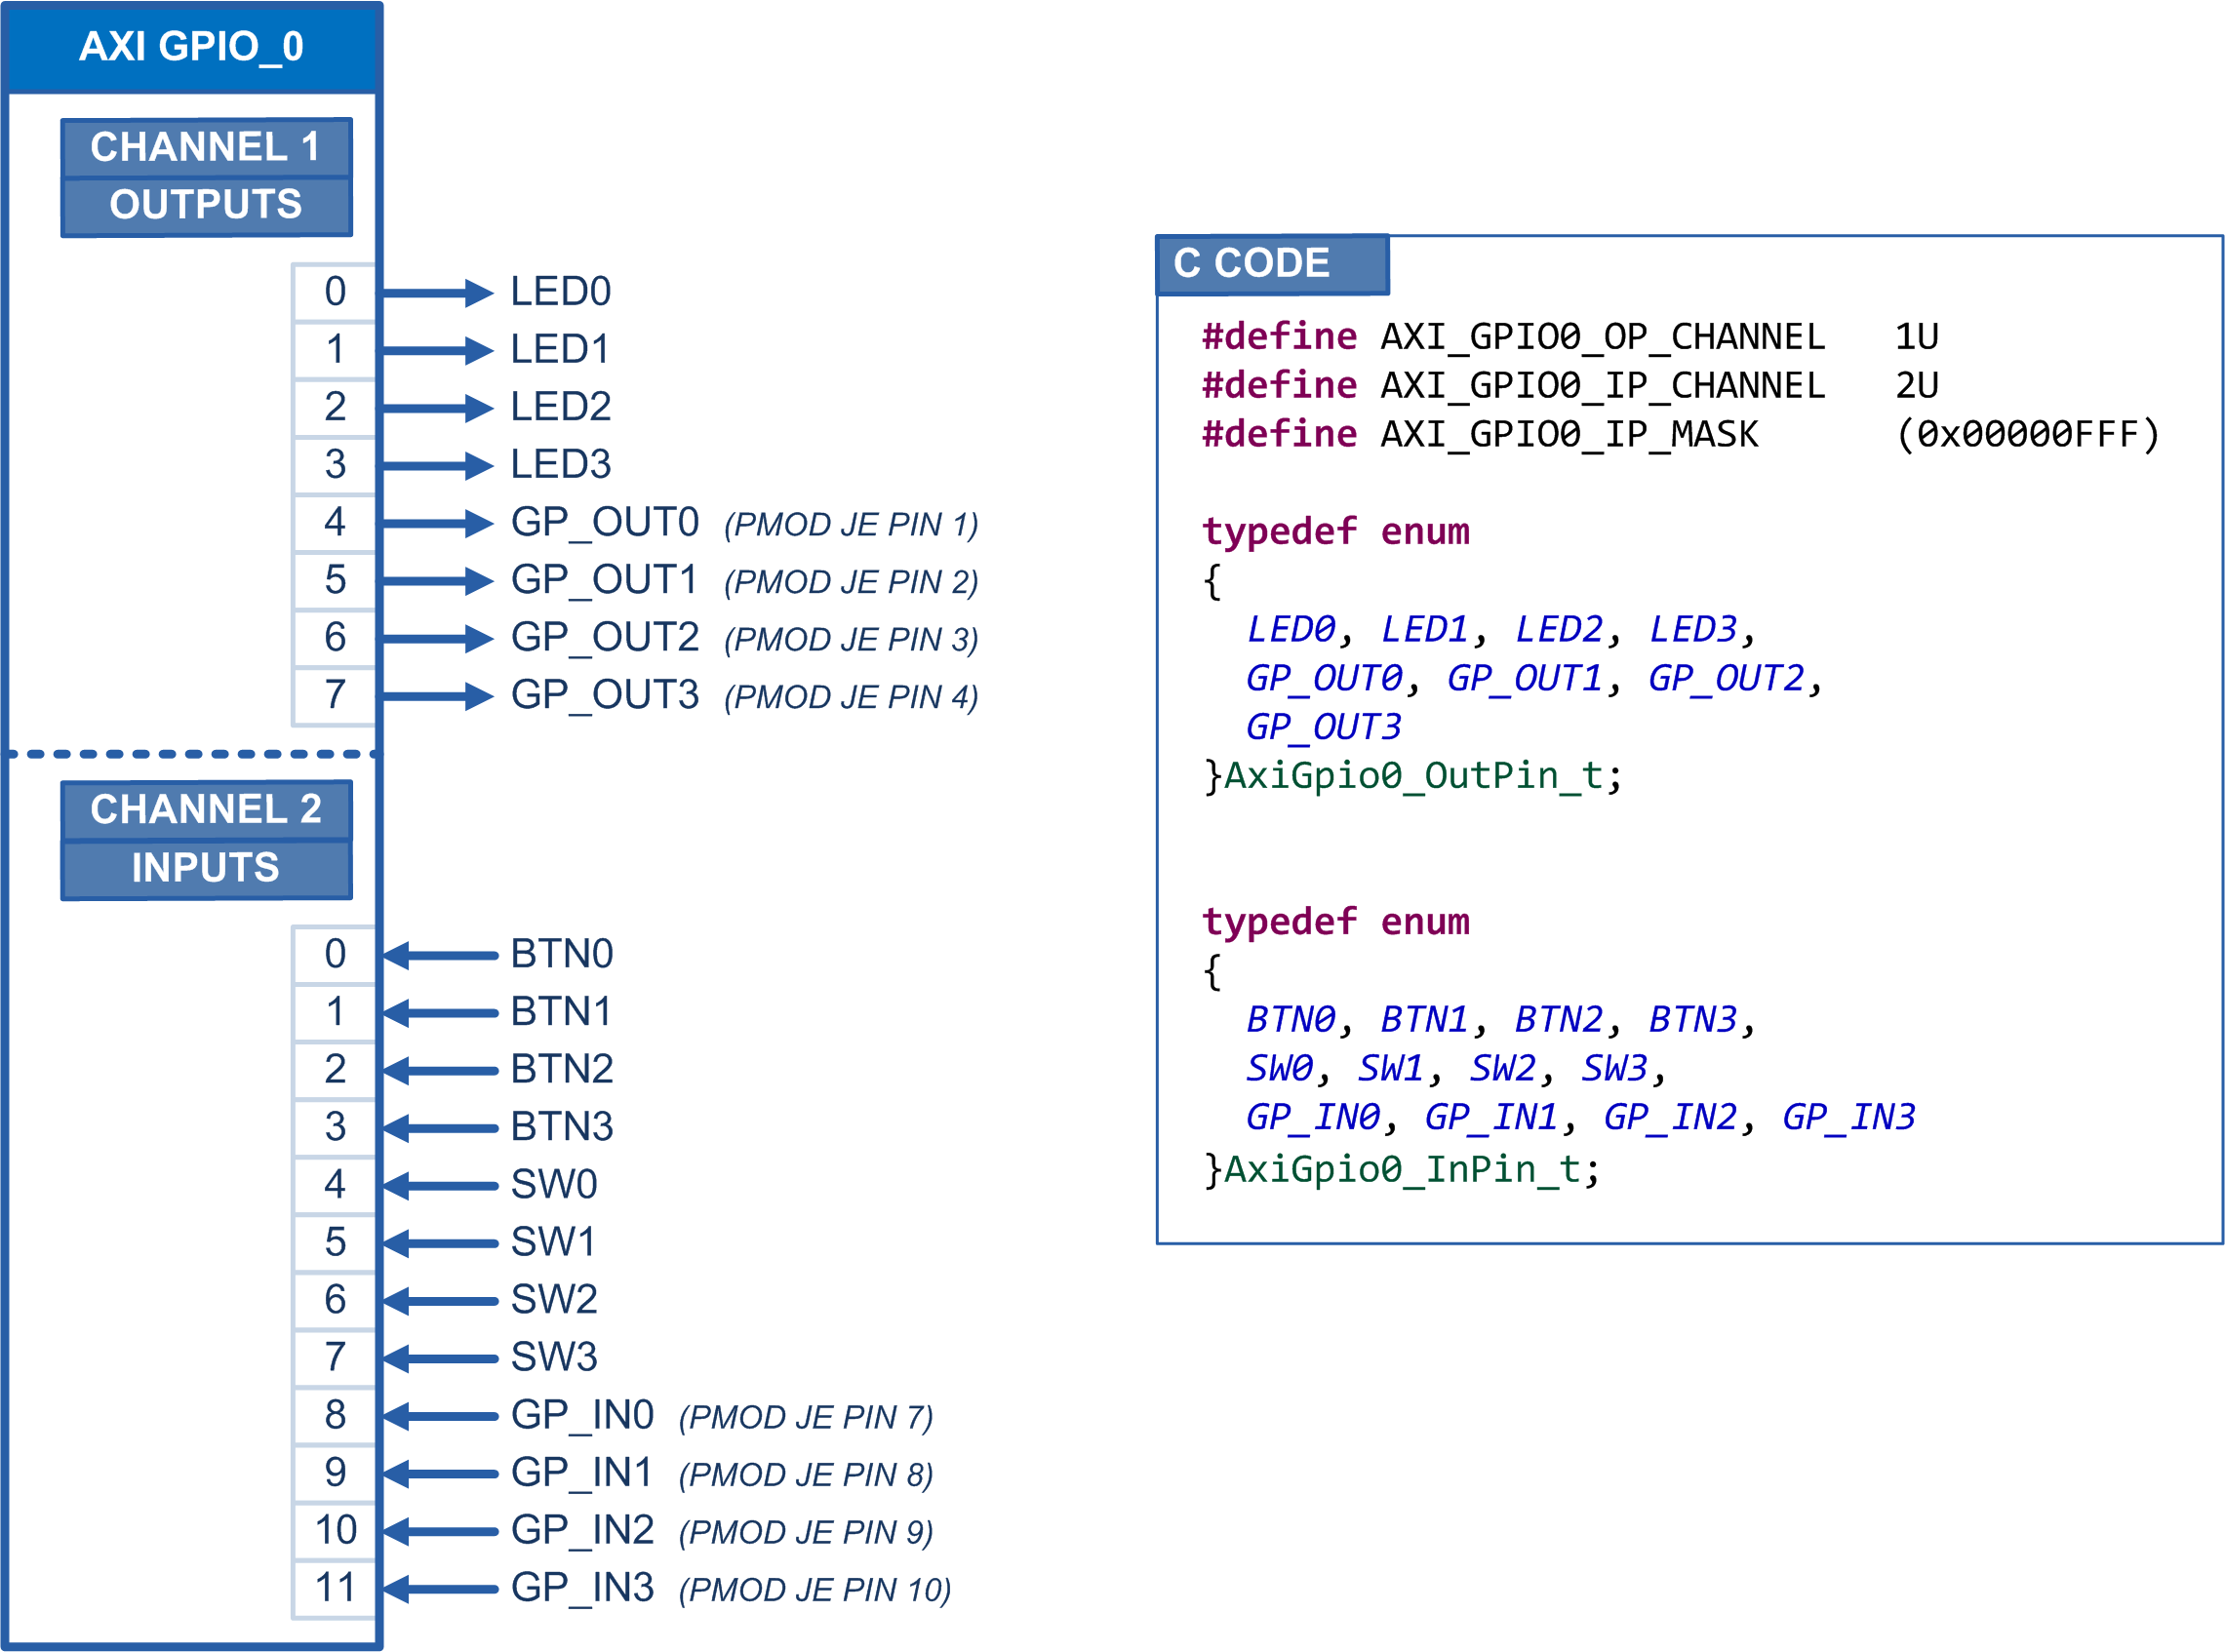 AXI GPIO_0
CHANNEL 1
OUTPUTS
0 LED0
1 LED1
2 LED2
3 LED3
4 GP_OUT0 (PMOD JE PIN 1)
5 GP_OUT1 (PMOD JE PIN 2)
6 GP_OUT2 (PMOD JE PIN 3)
7 GP_OUT3 (PMOD JE PIN 4)
CHANNEL 2
INPUTS
0 BTN0
1 BTN1
2 BTN2
3 BTN3
4 SW0
5 SW1
6 SW2
7 SW3
8 GP_IN0 (PMOD JE PIN 7)
9 GP_IN1 (PMOD JE PIN 8)
10 GP_IN2 (PMOD JE PIN 9)
11 GP_IN3 (PMOD JE PIN 10)
C CODE
#define AXI_GPIO0_OP_CHANNEL 1U
#define AXI_GPIO0_IP_CHANNEL 2U
#define AXI_GPIO0_IP_MASK (0x00000FFF)
typedef enum
{
LED0, LED1, LED2, LED3,
GP_OUT0, GP_OUT1, GP_OUT2,
GP_OUT3
}AxiGpio0_OutPin_t;
typedef enum
{
BTN0, BTN1, BTN2, BTN3,
SW0, SW1, SW2, SW3,
GP_IN0, GP_IN1, GP_IN2, GP_IN3
}AxiGpio0_InPin_t;